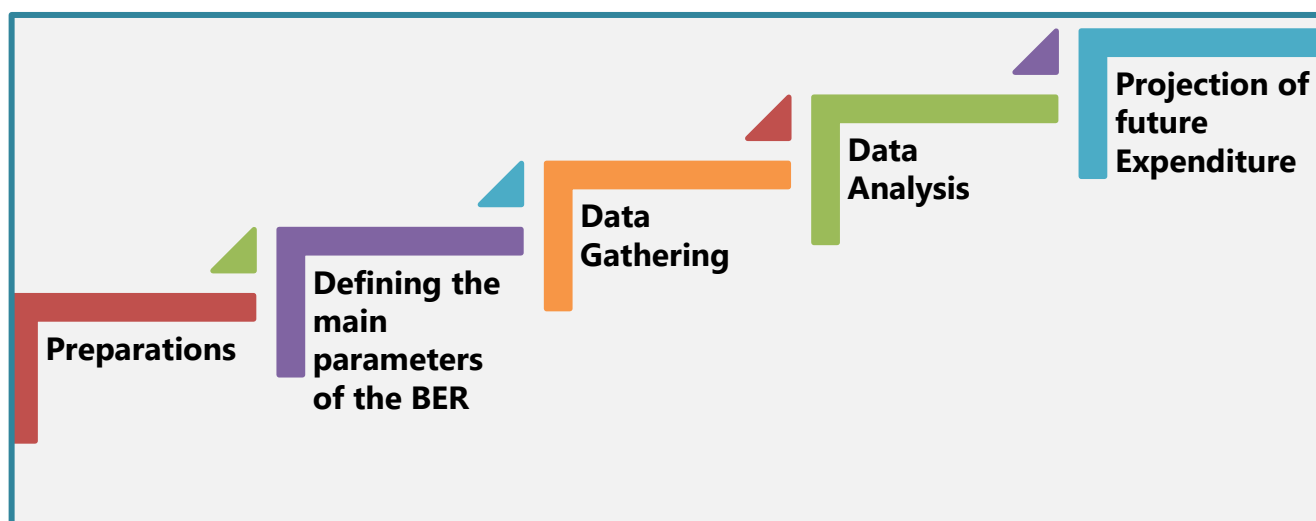 Preparations
Defining the
main
parameters
of the BER
Data
Gathering
Data
Analysis
Projection of
future
Expenditure